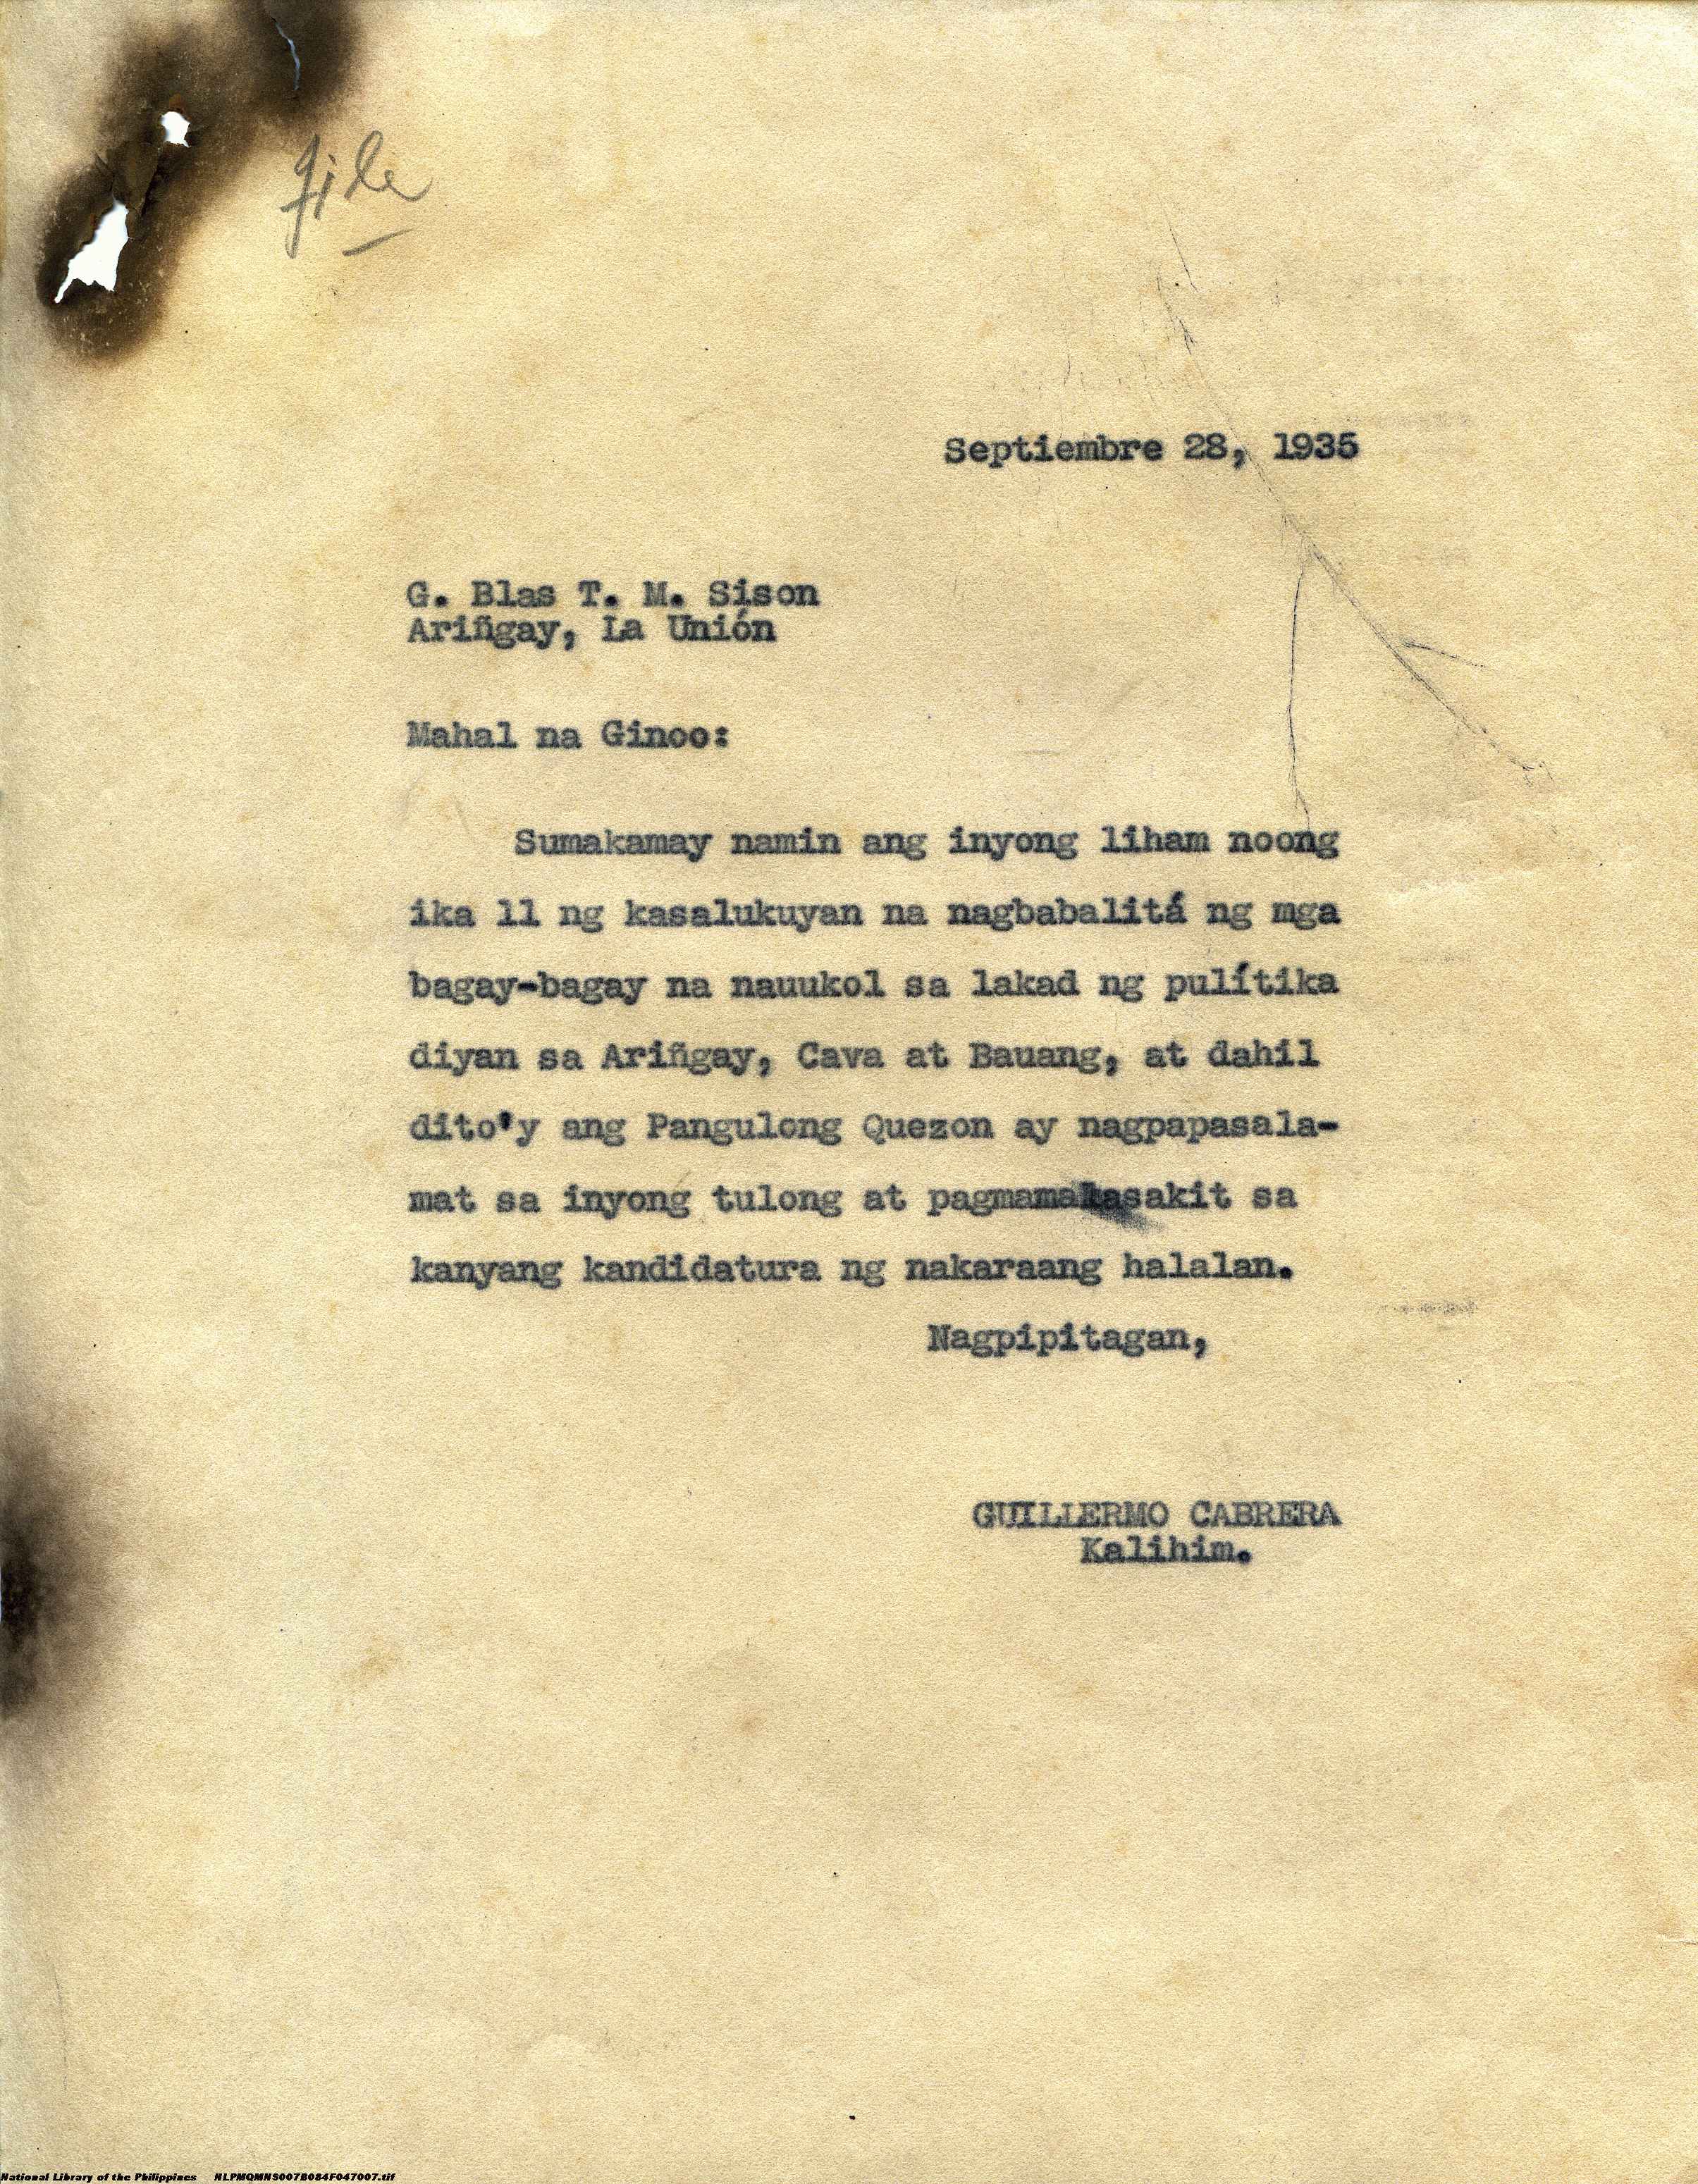 file
Septiembre 28, 1935
G. Blas T. M. Sison
Ariñgay, La Unión
Mahal na Ginoo:
Sumakamay namin ang inyong liham noong
ika 11 ng kasalukuyan na nagbabalitá ng mga
bagay-bagay na nauukol sa lakad ng pulítika
diyan sa Ariñgay, Cava at Bauang, at dahil
dito'y ang Pangulong Quezon ay nagpapasala-
mat sa inyong tulong at pagmamakasakit sa
kanyang kandidatura ng nakaraang halalan.
Nagpipitagan,
GUILLERMO CABRERA
Kalihim.
National Library of the Philippines NLPMQMNS007B084F047007.tif